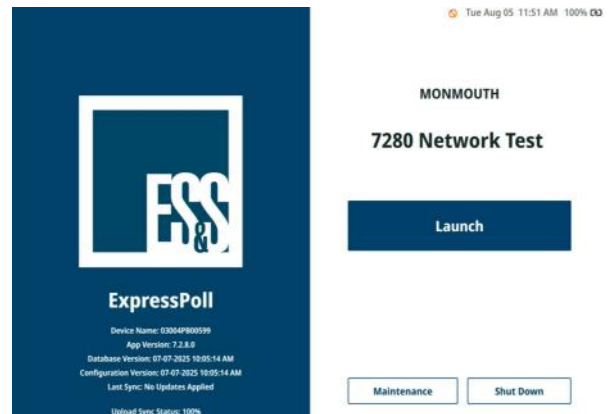 Tue Aug 05 11:51 AM 100%
ES&S
ExpressPoll
Device Name: 03004PB00599
App Version: 7.2.8.0
Database Version: 07-07-2025 10:05:14 AM
Configuration Version: 07-07-2025 10:05:14 AM
Last Sync: No Updates Applied
Upload Sync Status: 100%
MONMOUTH
7280 Network Test
Launch
Maintenance
Shut Down